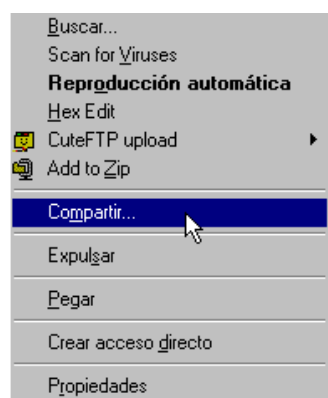 Buscar...
Scan for Viruses
Reproducción automática
Hex Edit
CuteFTP upload
Add to Zip
Compartir...
Expulsar
Pegar
Crear acceso directo
Propiedades